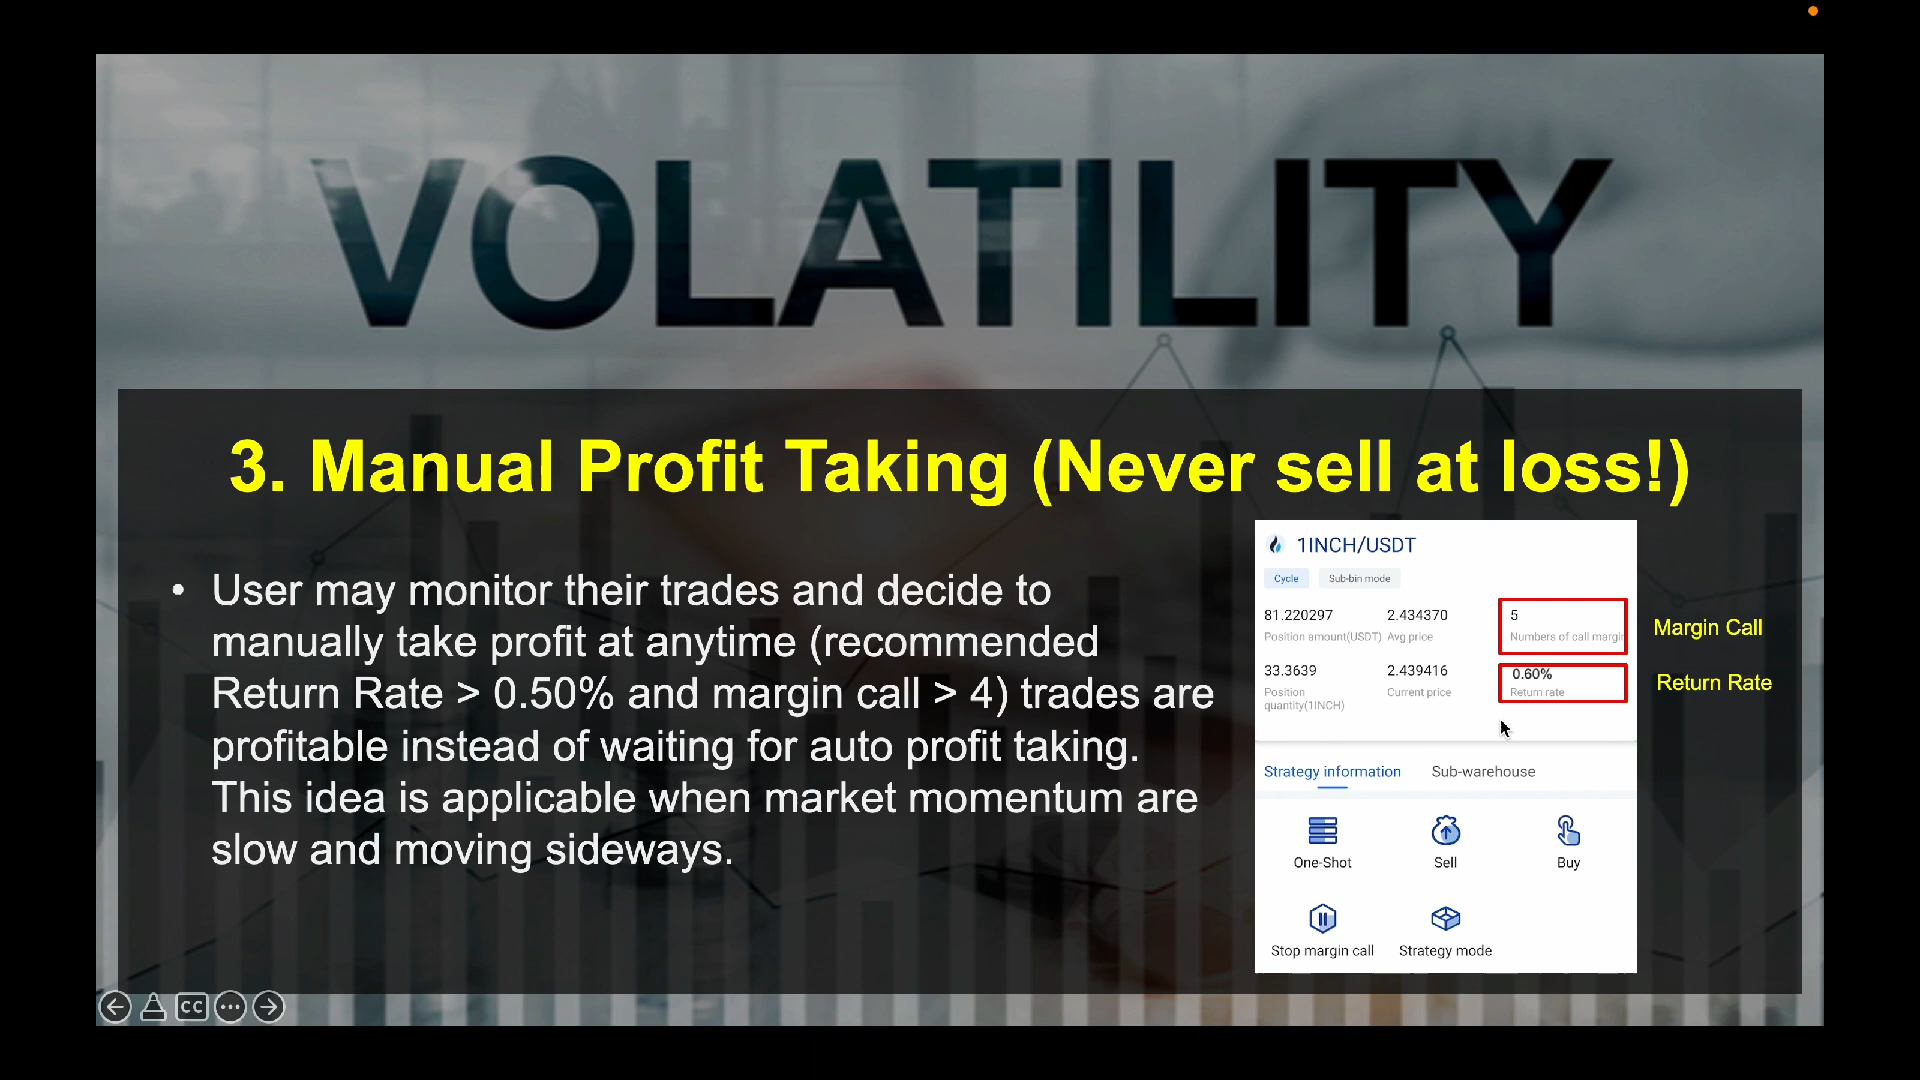 VOLATILITY
3. Manual Profit Taking (Never sell at loss!)
• User may monitor their trades and decide to
manually take profit at anytime (recommended
Return Rate > 0.50% and margin call > 4) trades are
profitable instead of waiting for auto profit taking.
This idea is applicable when market momentum are
slow and moving sideways.
1INCH/USDT
Cycle Sub-bin mode
81.220297 2.434370 5
Position amount(USDT) Avg price Numbers of call margin
Margin Call
33.3639 2.439416 0.60%
Position Current price Return rate
quantity(1INCH)
Return Rate
Strategy information Sub-warehouse
One-Shot Sell Buy
Stop margin call Strategy mode
CC